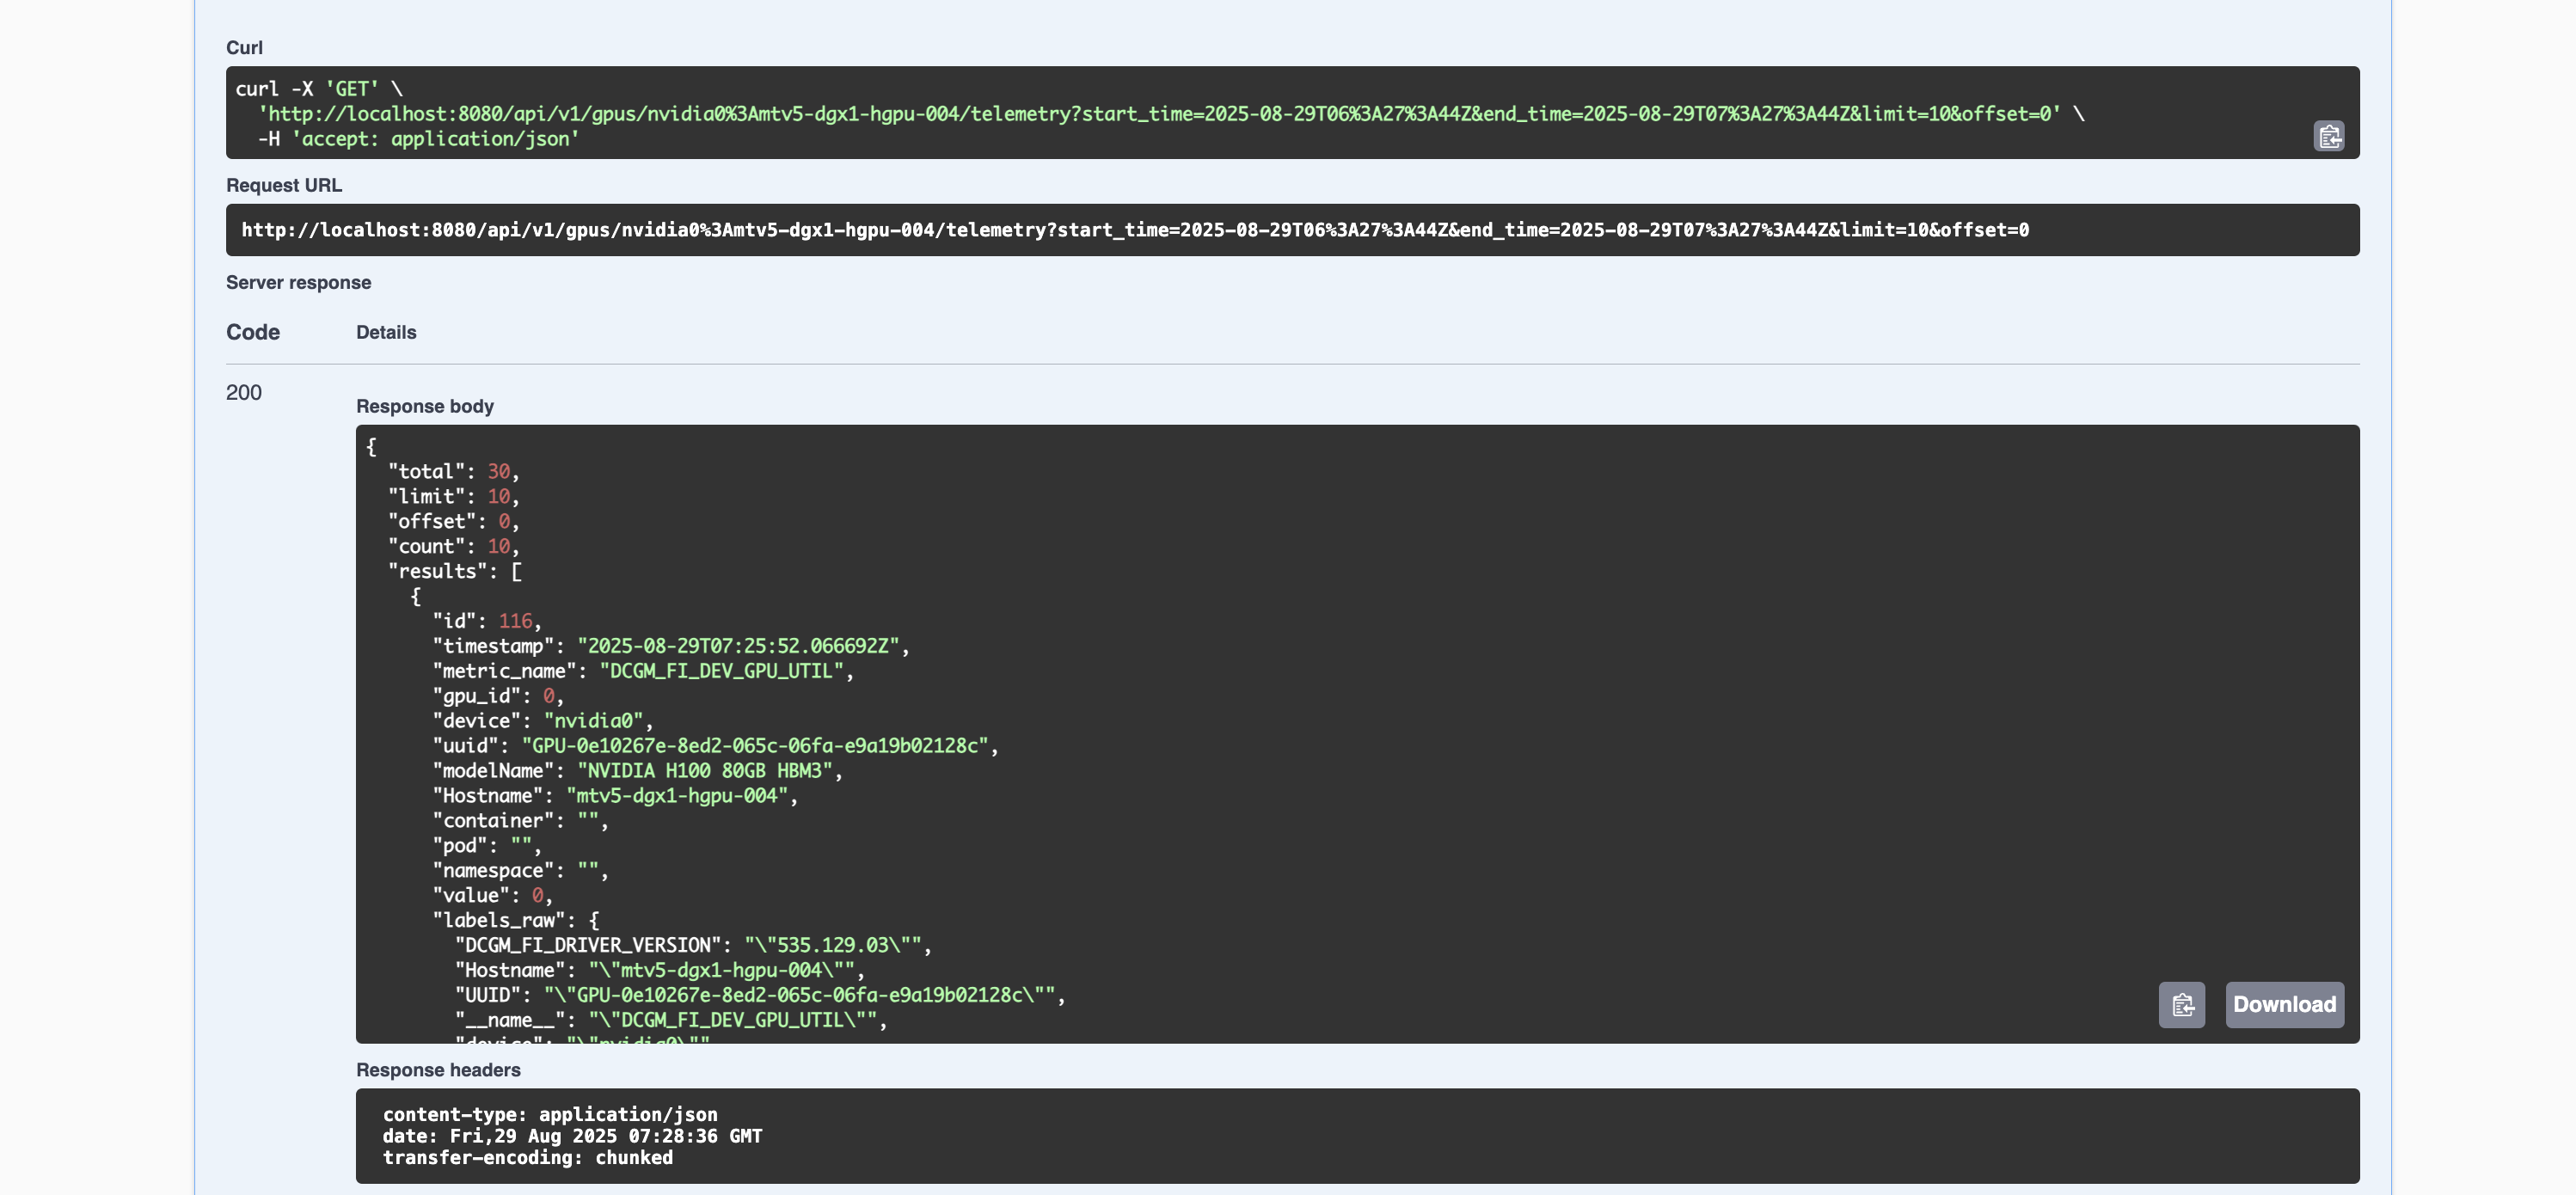 Curl
curl -X 'GET' \
  'http://localhost:8080/api/v1/gpus/nvidia0%3Amtv5-dgx1-hgpu-004/telemetry?start_time=2025-08-29T06%3A27%3A44Z&end_time=2025-08-29T07%3A27%3A44Z&limit=10&offset=0' \
  -H 'accept: application/json'
Request URL
http://localhost:8080/api/v1/gpus/nvidia0%3Amtv5-dgx1-hgpu-004/telemetry?start_time=2025-08-29T06%3A27%3A44Z&end_time=2025-08-29T07%3A27%3A44Z&limit=10&offset=0
Server response
Code Details
200
Response body
{
  "total": 30,
  "limit": 10,
  "offset": 0,
  "count": 10,
  "results": [
    {
      "id": 116,
      "timestamp": "2025-08-29T07:25:52.066692Z",
      "metric_name": "DCGM_FI_DEV_GPU_UTIL",
      "gpu_id": 0,
      "device": "nvidia0",
      "uuid": "GPU-0e10267e-8ed2-065c-06fa-e9a19b02128c",
      "modelName": "NVIDIA H100 80GB HBM3",
      "Hostname": "mtv5-dgx1-hgpu-004",
      "container": "",
      "pod": "",
      "namespace": "",
      "value": 0,
      "labels_raw": {
        "DCGM_FI_DRIVER_VERSION": "\"535.129.03\"",
        "Hostname": "\"mtv5-dgx1-hgpu-004\"",
        "UUID": "\"GPU-0e10267e-8ed2-065c-06fa-e9a19b02128c\"",
        "__name__": "\"DCGM_FI_DEV_GPU_UTIL\"",
        "device": "\"nvidia0\""
Download
Response headers
content-type: application/json
date: Fri,29 Aug 2025 07:28:36 GMT
transfer-encoding: chunked